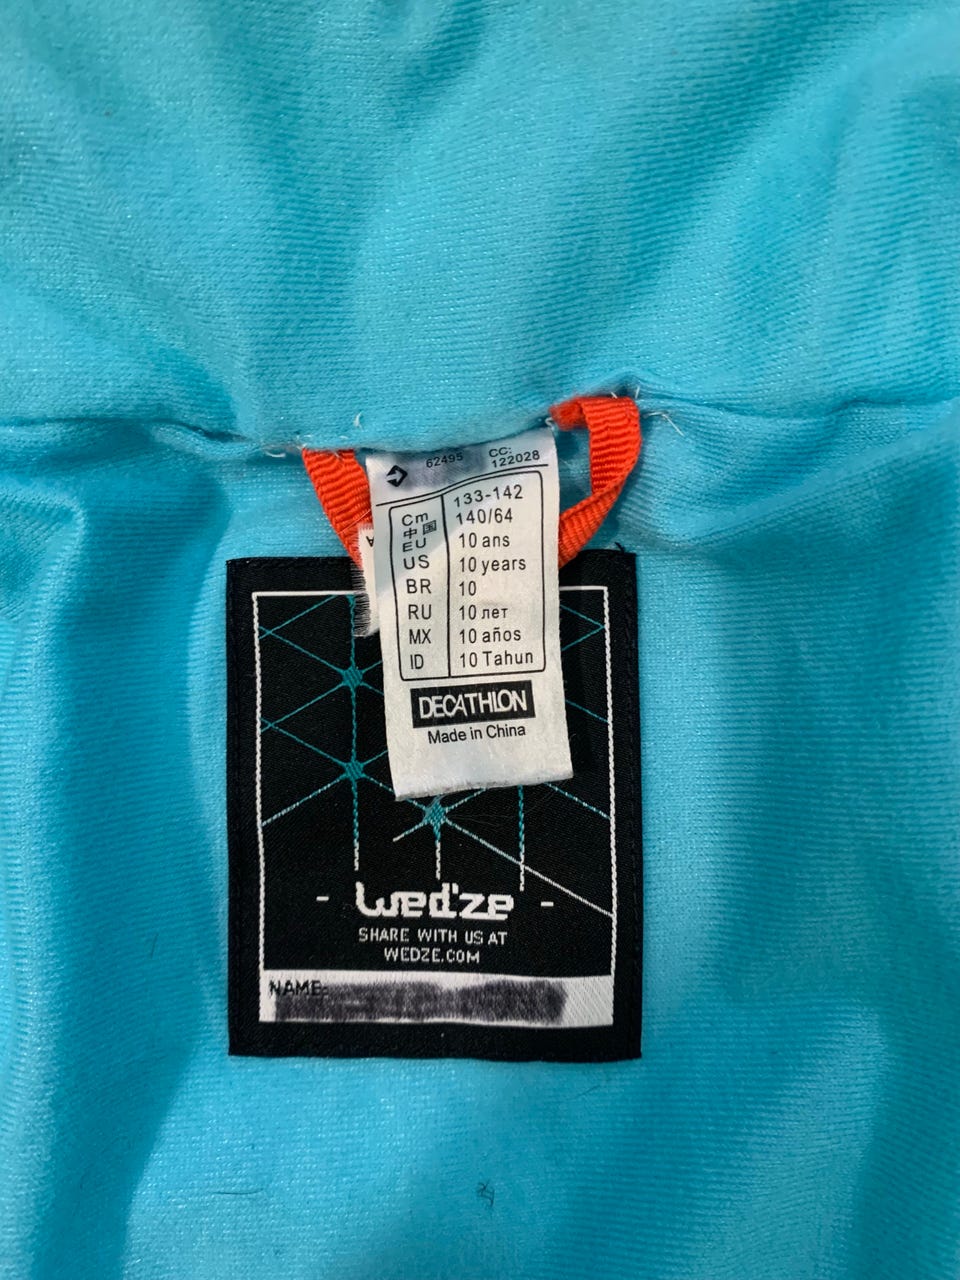 62495 CC:
122028
Cm 133-142
中国 140/64
EU 10 ans
US 10 years
BR 10
RU 10 лет
MX 10 años
ID 10 Tahun
DECATHLON
Made in China
A
- Wed'ze -
SHARE WITH US AT
WEDZE.COM
NAME: